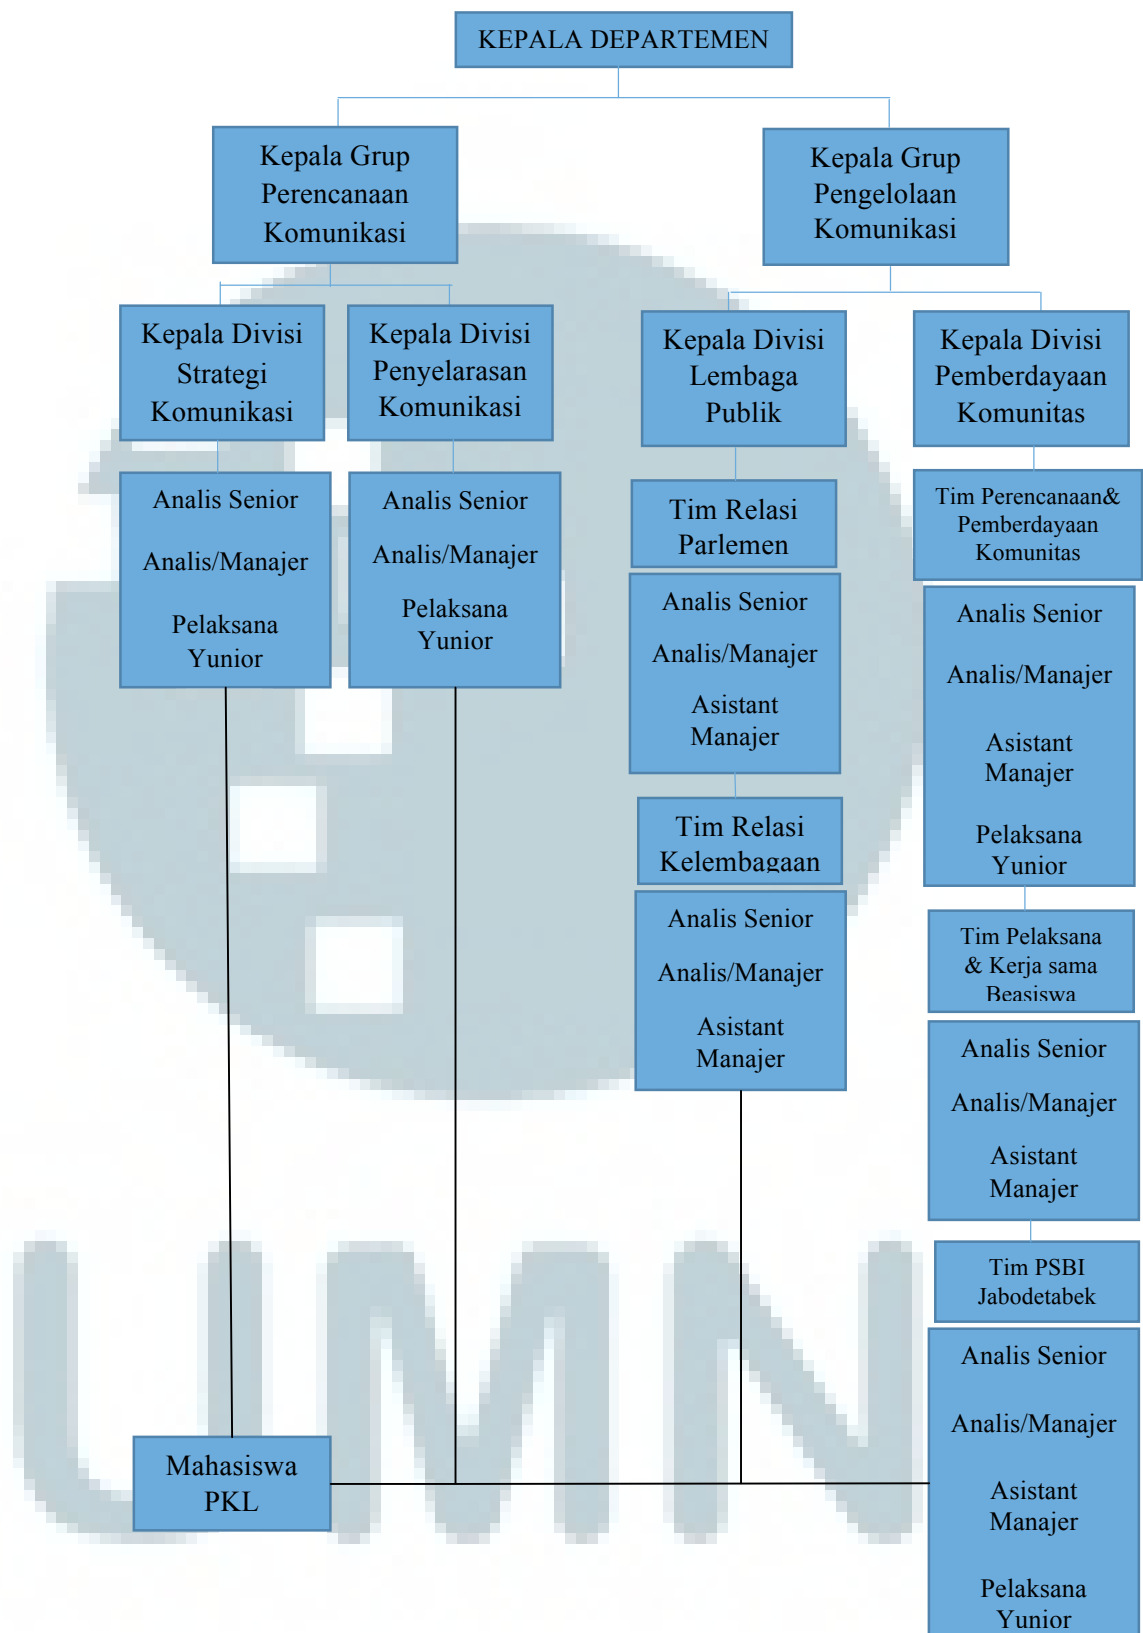 KEPALA DEPARTEMEN
Kepala Grup
Perencanaan
Komunikasi
Kepala Grup
Pengelolaan
Komunikasi
Kepala Divisi
Strategi
Komunikasi
Kepala Divisi
Penyelarasan
Komunikasi
Kepala Divisi
Lembaga
Publik
Kepala Divisi
Pemberdayaan
Komunitas
Analis Senior
Analis/Manajer
Pelaksana
Yunior
Analis Senior
Analis/Manajer
Pelaksana
Yunior
Tim Relasi
Parlemen
Analis Senior
Analis/Manajer
Asistant
Manajer
Tim Relasi
Kelembagaan
Analis Senior
Analis/Manajer
Asistant
Manajer
Tim Perencanaan&
Pemberdayaan
Komunitas
Analis Senior
Analis/Manajer
Asistant
Manajer
Pelaksana
Yunior
Tim Pelaksana
& Kerja sama
Beasiswa
Analis Senior
Analis/Manajer
Asistant
Manajer
Tim PSBI
Jabodetabek
Analis Senior
Analis/Manajer
Asistant
Manajer
Pelaksana
Yunior
Mahasiswa
PKL
UMN